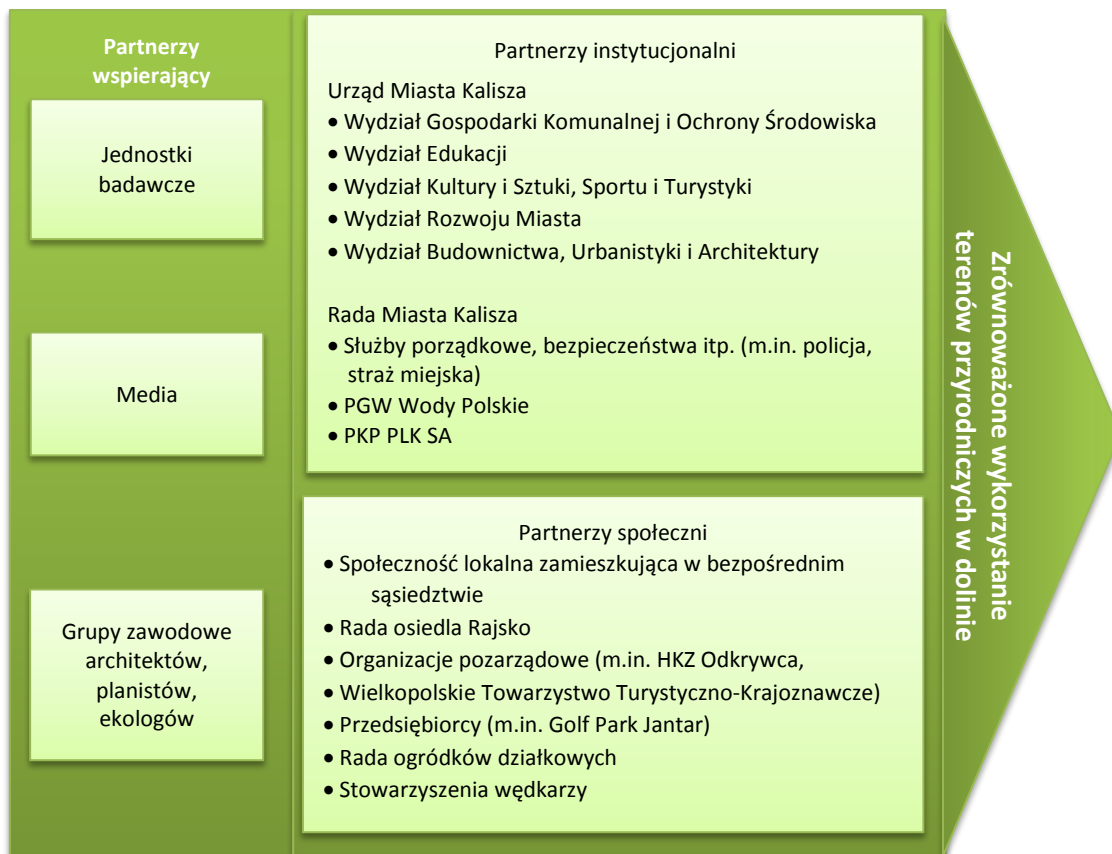 Partnerzy
wspierający
Jednostki
badawcze
Media
Grupy zawodowe
architektów,
planistów,
ekologów
Partnerzy instytucjonalni
Urząd Miasta Kalisza
• Wydział Gospodarki Komunalnej i Ochrony Środowiska
• Wydział Edukacji
• Wydział Kultury i Sztuki, Sportu i Turystyki
• Wydział Rozwoju Miasta
• Wydział Budownictwa, Urbanistyki i Architektury
Rada Miasta Kalisza
• Służby porządkowe, bezpieczeństwa itp. (m.in. policja,
straż miejska)
• PGW Wody Polskie
• PKP PLK SA
Partnerzy społeczni
• Społeczność lokalna zamieszkująca w bezpośrednim
sąsiedztwie
• Rada osiedla Rajsko
• Organizacje pozarządowe (m.in. HKZ Odkrywca,
• Wielkopolskie Towarzystwo Turystyczno-Krajoznawcze)
• Przedsiębiorcy (m.in. Golf Park Jantar)
• Rada ogródków działkowych
• Stowarzyszenia wędkarzy
Zrównoważone wykorzystanie
terenów przyrodniczych w dolinie